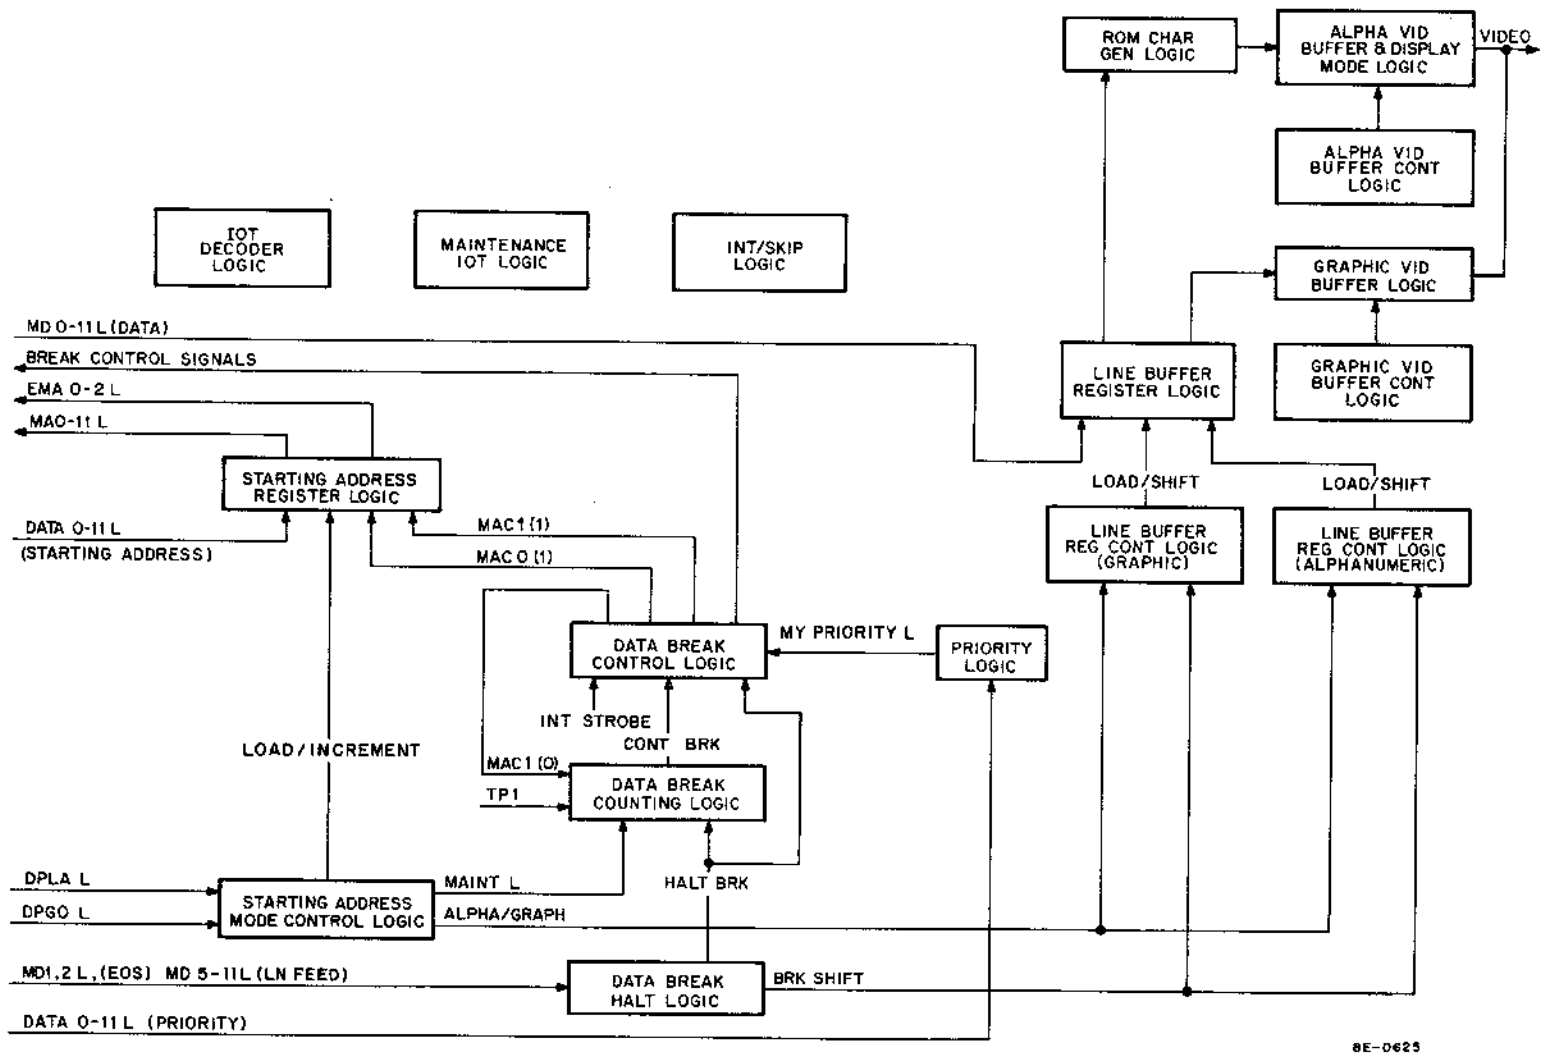 ROM CHAR
GEN LOGIC
ALPHA VID
BUFFER & DISPLAY
MODE LOGIC
VIDEO
ALPHA VID
BUFFER CONT
LOGIC
IOT
DECODER
LOGIC
MAINTENANCE
IOT LOGIC
INT/SKIP
LOGIC
GRAPHIC VID
BUFFER LOGIC
MD 0-11 L (DATA)
BREAK CONTROL SIGNALS
EMA 0-2 L
MA0-11 L
LINE BUFFER
REGISTER LOGIC
GRAPHIC VID
BUFFER CONT
LOGIC
STARTING ADDRESS
REGISTER LOGIC
LOAD/SHIFT
LOAD/SHIFT
DATA 0-11 L
(STARTING ADDRESS)
MAC1 (1)
MAC 0 (1)
LINE BUFFER
REG CONT LOGIC
(GRAPHIC)
LINE BUFFER
REG CONT LOGIC
(ALPHANUMERIC)
DATA BREAK
CONTROL LOGIC
MY PRIORITY L
PRIORITY
LOGIC
INT STROBE
CONT BRK
LOAD/INCREMENT
MAC1 (0)
TP1
DATA BREAK
COUNTING LOGIC
DPLA L
DPGO L
STARTING ADDRESS
MODE CONTROL LOGIC
MAINT L
HALT BRK
ALPHA/GRAPH
MD1,2 L,(EOS) MD 5-11L (LN FEED)
DATA BREAK
HALT LOGIC
BRK SHIFT
DATA 0-11 L (PRIORITY)
8E-0625